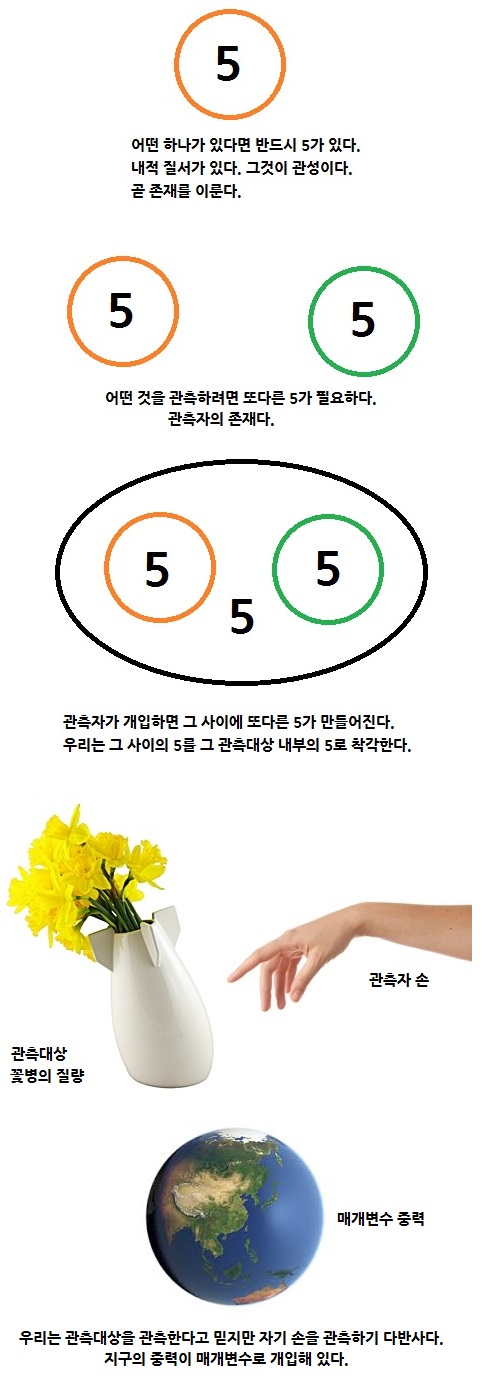 5
어떤 하나가 있다면 반드시 5가 있다.
내적 질서가 있다. 그것이 관성이다.
곧 존재를 이룬다.
5
5
어떤 것을 관측하려면 또다른 5가 필요하다.
관측자의 존재다.
5
5
5
관측자가 개입하면 그 사이에 또다른 5가 만들어진다.
우리는 그 사이의 5를 그 관측대상 내부의 5로 착각한다.
관측자 손
관측대상
꽃병의 질량
매개변수 중력
우리는 관측대상을 관측한다고 믿지만 자기 손을 관측하기 다반사다.
지구의 중력이 매개변수로 개입해 있다.